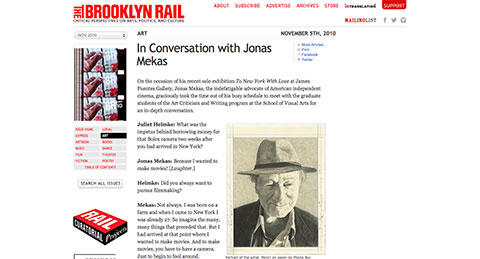 THE BROOKLYN RAIL
CRITICAL PERSPECTIVES ON ARTS, POLITICS, AND CULTURE
ABOUT SUBSCRIBE ADVERTISE ARCHIVES STORE inTRANSLATION SUPPORT
MAILINGLIST
NOV 2010
ART NOVEMBER 5TH, 2010
In Conversation with Jonas
Mekas
More Articles...
Print
Facebook
Twitter
On the occasion of his recent solo exhibition To New York With Love at James
Fuentes Gallery, Jonas Mekas, the indefatigable advocate of American independent
cinema, graciously took the time out of his busy schedule to meet with the graduate
students of the Art Criticism and Writing program at the School of Visual Arts for
an in-depth conversation.
Juliet Helmke: What was the
impetus behind borrowing money for
that Bolex camera two weeks after
you had arrived in New York?
Jonas Mekas: Because I wanted to
make movies! [Laughter.]
Helmke: Did you always want to
pursue filmmaking?
Mekas: Not always. I was born on a
farm and when I came to New York I
was already 27. So imagine the many,
many things that preceded that. But I
had arrived at that point where I
wanted to make movies. And to make
movies, you have to have a camera.
Just to begin to fool around.
ISSUE HOME LOCAL
EXPRESS ART
ARTSEEN BOOKS
MUSIC DANCE
FILM THEATER
FICTION POETRY
TABLE OF CONTENTS
SEARCH ALL ISSUES
RAIL
CURATORIAL
Projects
Portrait of the artist. Pencil on paper by Phong Bui.